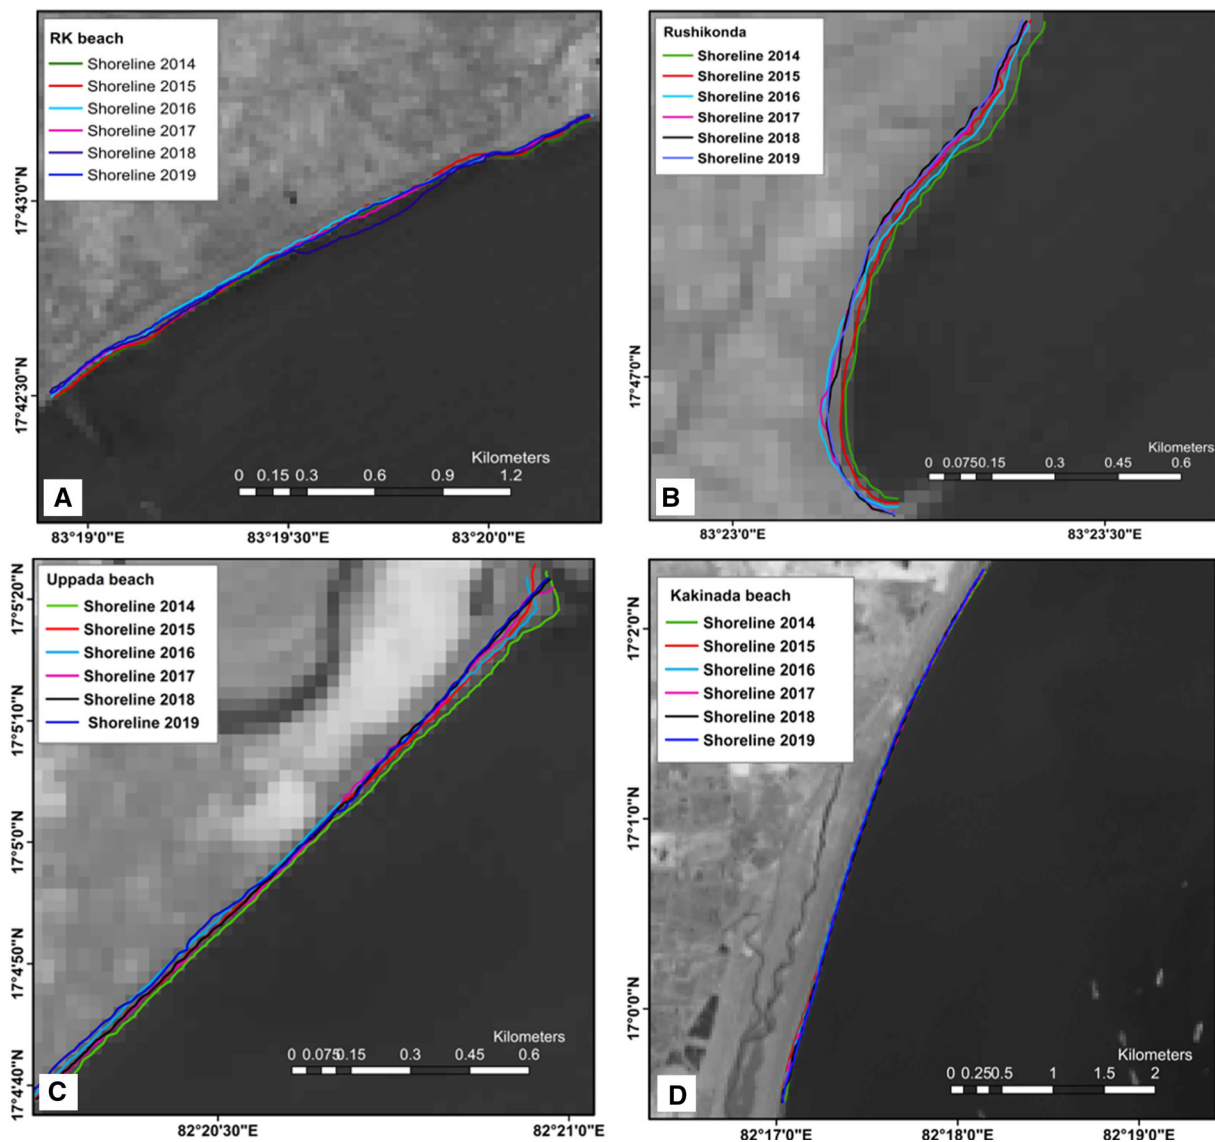 RK beach
Shoreline 2014
Shoreline 2015
Shoreline 2016
Shoreline 2017
Shoreline 2018
Shoreline 2019
17°43'0"N
17°42'30"N
Kilometers
0 0.15 0.3 0.6 0.9 1.2
A
83°19'0"E 83°19'30"E 83°20'0"E
Rushikonda
Shoreline 2014
Shoreline 2015
Shoreline 2016
Shoreline 2017
Shoreline 2018
Shoreline 2019
17°47'0"N
Kilometers
0 0.075 0.15 0.3 0.45 0.6
B
83°23'0"E 83°23'30"E
Uppada beach
Shoreline 2014
Shoreline 2015
Shoreline 2016
Shoreline 2017
Shoreline 2018
Shoreline 2019
17°5'20"N
17°5'10"N
17°5'0"N
17°4'50"N
17°4'40"N
Kilometers
0 0.075 0.15 0.3 0.45 0.6
C
82°20'30"E 82°21'0"E
Kakinada beach
Shoreline 2014
Shoreline 2015
Shoreline 2016
Shoreline 2017
Shoreline 2018
Shoreline 2019
17°2'0"N
17°1'0"N
17°0'0"N
Kilometers
0 0.25 0.5 1 1.5 2
D
82°17'0"E 82°18'0"E 82°19'0"E